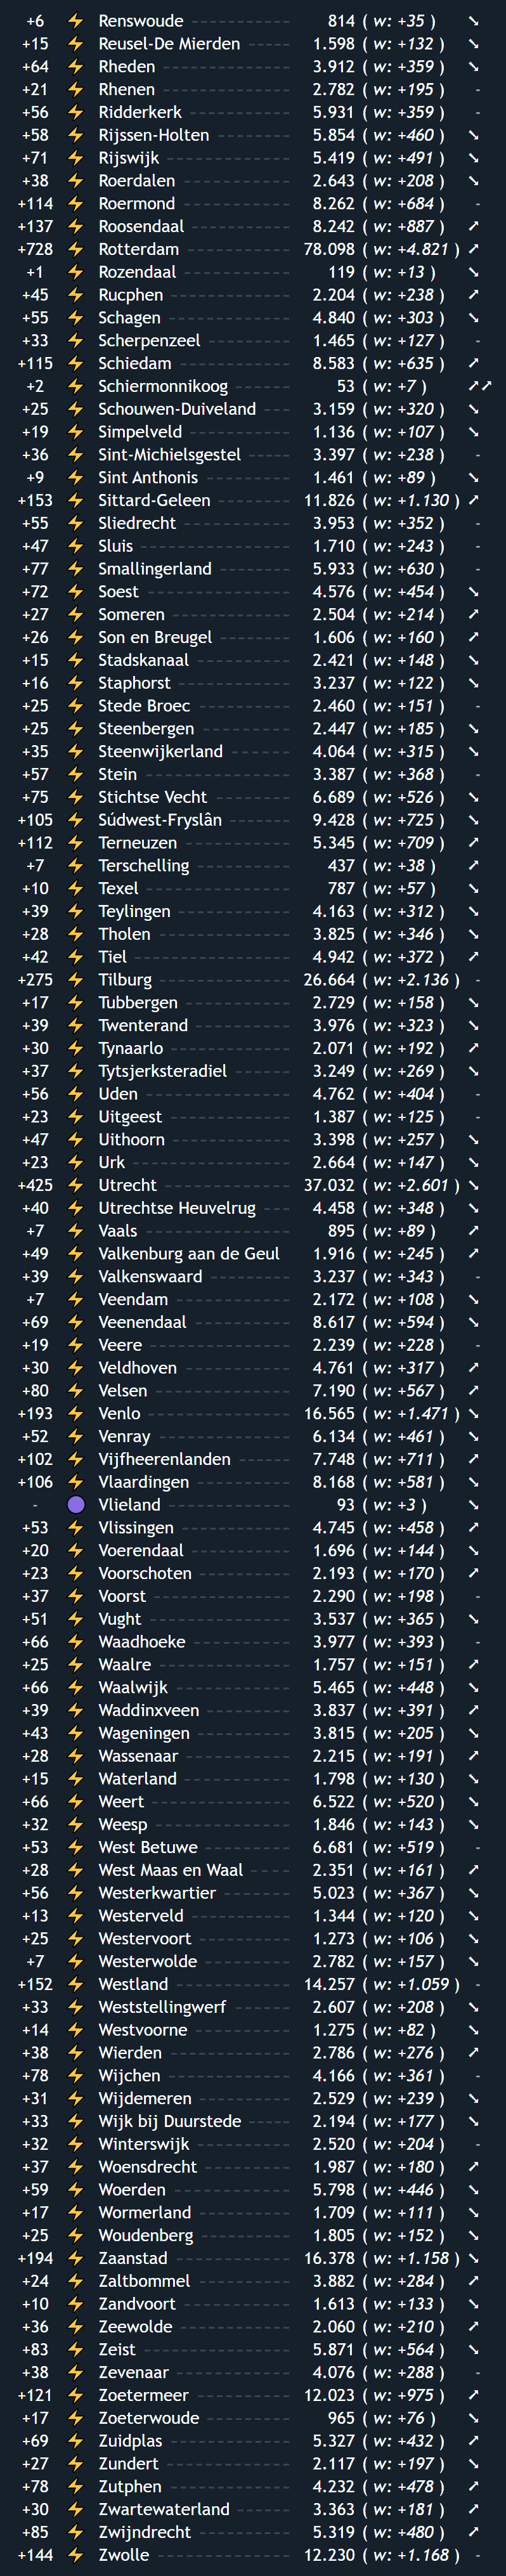 +6 ⚡ Renswoude ------------ 814 ( w: +35 ) ➘
+15 ⚡ Reusel-De Mierden ------ 1.598 ( w: +132 ) ➘
+64 ⚡ Rheden --------------- 3.912 ( w: +359 ) ➘
+21 ⚡ Rhenen --------------- 2.782 ( w: +195 ) -
+56 ⚡ Ridderkerk ------------ 5.931 ( w: +359 ) -
+58 ⚡ Rijssen-Holten --------- 5.854 ( w: +460 ) ➘
+71 ⚡ Rijswijk --------------- 5.419 ( w: +491 ) ➘
+38 ⚡ Roerdalen ------------- 2.643 ( w: +208 ) ➘
+114 ⚡ Roermond ------------- 8.262 ( w: +684 ) -
+137 ⚡ Roosendaal ------------ 8.242 ( w: +887 ) ➚
+728 ⚡ Rotterdam ------------- 78.098 ( w: +4.821 ) ➚
+1 ⚡ Rozendaal ------------- 119 ( w: +13 ) ➘
+45 ⚡ Rucphen -------------- 2.204 ( w: +238 ) ➚
+55 ⚡ Schagen -------------- 4.840 ( w: +303 ) ➘
+33 ⚡ Scherpenzeel ---------- 1.465 ( w: +127 ) -
+115 ⚡ Schiedam ------------- 8.583 ( w: +635 ) ➚
+2 ⚡ Schiermonnikoog ------- 53 ( w: +7 ) ➚➚
+25 ⚡ Schouwen-Duiveland ---- 3.159 ( w: +320 ) ➘
+19 ⚡ Simpelveld ------------ 1.136 ( w: +107 ) ➘
+36 ⚡ Sint-Michielsgestel ----- 3.397 ( w: +238 ) -
+9 ⚡ Sint Anthonis ---------- 1.461 ( w: +89 ) ➘
+153 ⚡ Sittard-Geleen --------- 11.826 ( w: +1.130 ) ➚
+55 ⚡ Sliedrecht ------------- 3.953 ( w: +352 ) -
+47 ⚡ Sluis ----------------- 1.710 ( w: +243 ) -
+77 ⚡ Smallingerland --------- 5.933 ( w: +630 ) -
+72 ⚡ Soest ----------------- 4.576 ( w: +454 ) ➘
+27 ⚡ Someren -------------- 2.504 ( w: +214 ) ➚
+26 ⚡ Son en Breugel --------- 1.606 ( w: +160 ) ➚
+15 ⚡ Stadskanaal ----------- 2.421 ( w: +148 ) ➘
+16 ⚡ Staphorst ------------- 3.237 ( w: +122 ) ➘
+25 ⚡ Stede Broec ----------- 2.460 ( w: +151 ) -
+25 ⚡ Steenbergen ----------- 2.447 ( w: +185 ) ➘
+35 ⚡ Steenwijkerland -------- 4.064 ( w: +315 ) ➘
+57 ⚡ Stein ----------------- 3.387 ( w: +368 ) -
+75 ⚡ Stichtse Vecht --------- 6.689 ( w: +526 ) ➘
+105 ⚡ Súdwest-Fryslân -------- 9.428 ( w: +725 ) ➘
+112 ⚡ Terneuzen ------------- 5.345 ( w: +709 ) ➚
+7 ⚡ Terschelling ----------- 437 ( w: +38 ) ➚
+10 ⚡ Texel ----------------- 787 ( w: +57 ) ➘
+39 ⚡ Teylingen ------------- 4.163 ( w: +312 ) ➘
+28 ⚡ Tholen --------------- 3.825 ( w: +346 ) ➘
+42 ⚡ Tiel ------------------ 4.942 ( w: +372 ) ➚
+275 ⚡ Tilburg --------------- 26.664 ( w: +2.136 ) -
+17 ⚡ Tubbergen ------------ 2.729 ( w: +158 ) ➘
+39 ⚡ Twenterand ----------- 3.976 ( w: +323 ) ➘
+30 ⚡ Tynaarlo -------------- 2.071 ( w: +192 ) ➚
+37 ⚡ Tytsjerksteradiel ------- 3.249 ( w: +269 ) ➘
+56 ⚡ Uden ----------------- 4.762 ( w: +404 ) -
+23 ⚡ Uitgeest -------------- 1.387 ( w: +125 ) -
+47 ⚡ Uithoorn -------------- 3.398 ( w: +257 ) ➘
+23 ⚡ Urk ------------------ 2.664 ( w: +147 ) ➘
+425 ⚡ Utrecht --------------- 37.032 ( w: +2.601 ) ➘
+40 ⚡ Utrechtse Heuvelrug ---- 4.458 ( w: +348 ) ➘
+7 ⚡ Vaals ----------------- 895 ( w: +89 ) ➚
+49 ⚡ Valkenburg aan de Geul 1.916 ( w: +245 ) ➚
+39 ⚡ Valkenswaard ---------- 3.237 ( w: +343 ) -
+7 ⚡ Veendam -------------- 2.172 ( w: +108 ) ➘
+69 ⚡ Veenendaal ------------ 8.617 ( w: +594 ) ➘
+19 ⚡ Veere ----------------- 2.239 ( w: +228 ) -
+30 ⚡ Veldhoven ------------- 4.761 ( w: +317 ) ➚
+80 ⚡ Velsen ---------------- 7.190 ( w: +567 ) ➚
+193 ⚡ Venlo ----------------- 16.565 ( w: +1.471 ) ➘
+52 ⚡ Venray ---------------- 6.134 ( w: +461 ) ➘
+102 ⚡ Vijfheerenlanden ------- 7.748 ( w: +711 ) ➚
+106 ⚡ Vlaardingen ----------- 8.168 ( w: +581 ) ➘
- Vlieland -------------- 93 ( w: +3 ) ➘
+53 ⚡ Vlissingen ------------- 4.745 ( w: +458 ) ➚
+20 ⚡ Voerendaal ------------ 1.696 ( w: +144 ) ➘
+23 ⚡ Voorschoten ----------- 2.193 ( w: +170 ) ➚
+37 ⚡ Voorst ---------------- 2.290 ( w: +198 ) -
+51 ⚡ Vught ---------------- 3.537 ( w: +365 ) ➘
+66 ⚡ Waadhoeke ----------- 3.977 ( w: +393 ) -
+25 ⚡ Waalre ---------------- 1.757 ( w: +151 ) ➚
+66 ⚡ Waalwijk -------------- 5.465 ( w: +448 ) ➘
+39 ⚡ Waddinxveen ---------- 3.837 ( w: +391 ) ➚
+43 ⚡ Wageningen ----------- 3.815 ( w: +205 ) ➘
+28 ⚡ Wassenaar ------------ 2.215 ( w: +191 ) ➚
+15 ⚡ Waterland ------------- 1.798 ( w: +130 ) ➘
+66 ⚡ Weert ---------------- 6.522 ( w: +520 ) ➘
+32 ⚡ Weesp ---------------- 1.846 ( w: +143 ) ➘
+53 ⚡ West Betuwe ---------- 6.681 ( w: +519 ) -
+28 ⚡ West Maas en Waal ----- 2.351 ( w: +161 ) ➚
+56 ⚡ Westerkwartier --------- 5.023 ( w: +367 ) ➘
+13 ⚡ Westerveld ------------ 1.344 ( w: +120 ) ➘
+25 ⚡ Westervoort ----------- 1.273 ( w: +106 ) ➘
+7 ⚡ Westerwolde ---------- 2.782 ( w: +157 ) ➘
+152 ⚡ Westland -------------- 14.257 ( w: +1.059 ) -
+33 ⚡ Weststellingwerf ------- 2.607 ( w: +208 ) ➘
+14 ⚡ Westvoorne ----------- 1.275 ( w: +82 ) ➘
+38 ⚡ Wierden --------------- 2.786 ( w: +276 ) ➚
+78 ⚡ Wijchen --------------- 4.166 ( w: +361 ) -
+31 ⚡ Wijdemeren ----------- 2.529 ( w: +239 ) ➘
+33 ⚡ Wijk bij Duurstede ----- 2.194 ( w: +177 ) ➘
+32 ⚡ Winterswijk ----------- 2.520 ( w: +204 ) -
+37 ⚡ Woensdrecht ---------- 1.987 ( w: +180 ) ➚
+59 ⚡ Woerden -------------- 5.798 ( w: +446 ) ➘
+17 ⚡ Wormerland ----------- 1.709 ( w: +111 ) ➘
+25 ⚡ Woudenberg ---------- 1.805 ( w: +152 ) ➘
+194 ⚡ Zaanstad ------------- 16.378 ( w: +1.158 ) ➘
+24 ⚡ Zaltbommel ----------- 3.882 ( w: +284 ) ➚
+10 ⚡ Zandvoort ------------- 1.613 ( w: +133 ) ➘
+36 ⚡ Zeewolde ------------- 2.060 ( w: +210 ) ➚
+83 ⚡ Zeist ----------------- 5.871 ( w: +564 ) ➘
+38 ⚡ Zevenaar -------------- 4.076 ( w: +288 ) -
+121 ⚡ Zoetermeer ----------- 12.023 ( w: +975 ) ➚
+17 ⚡ Zoeterwoude ---------- 965 ( w: +76 ) ➘
+69 ⚡ Zuidplas -------------- 5.327 ( w: +432 ) ➚
+27 ⚡ Zundert --------------- 2.117 ( w: +197 ) ➘
+78 ⚡ Zutphen -------------- 4.232 ( w: +478 ) ➚
+30 ⚡ Zwartewaterland ------- 3.363 ( w: +181 ) ➚
+85 ⚡ Zwijndrecht ----------- 5.319 ( w: +480 ) ➚
+144 ⚡ Zwolle ---------------- 12.230 ( w: +1.168 ) -